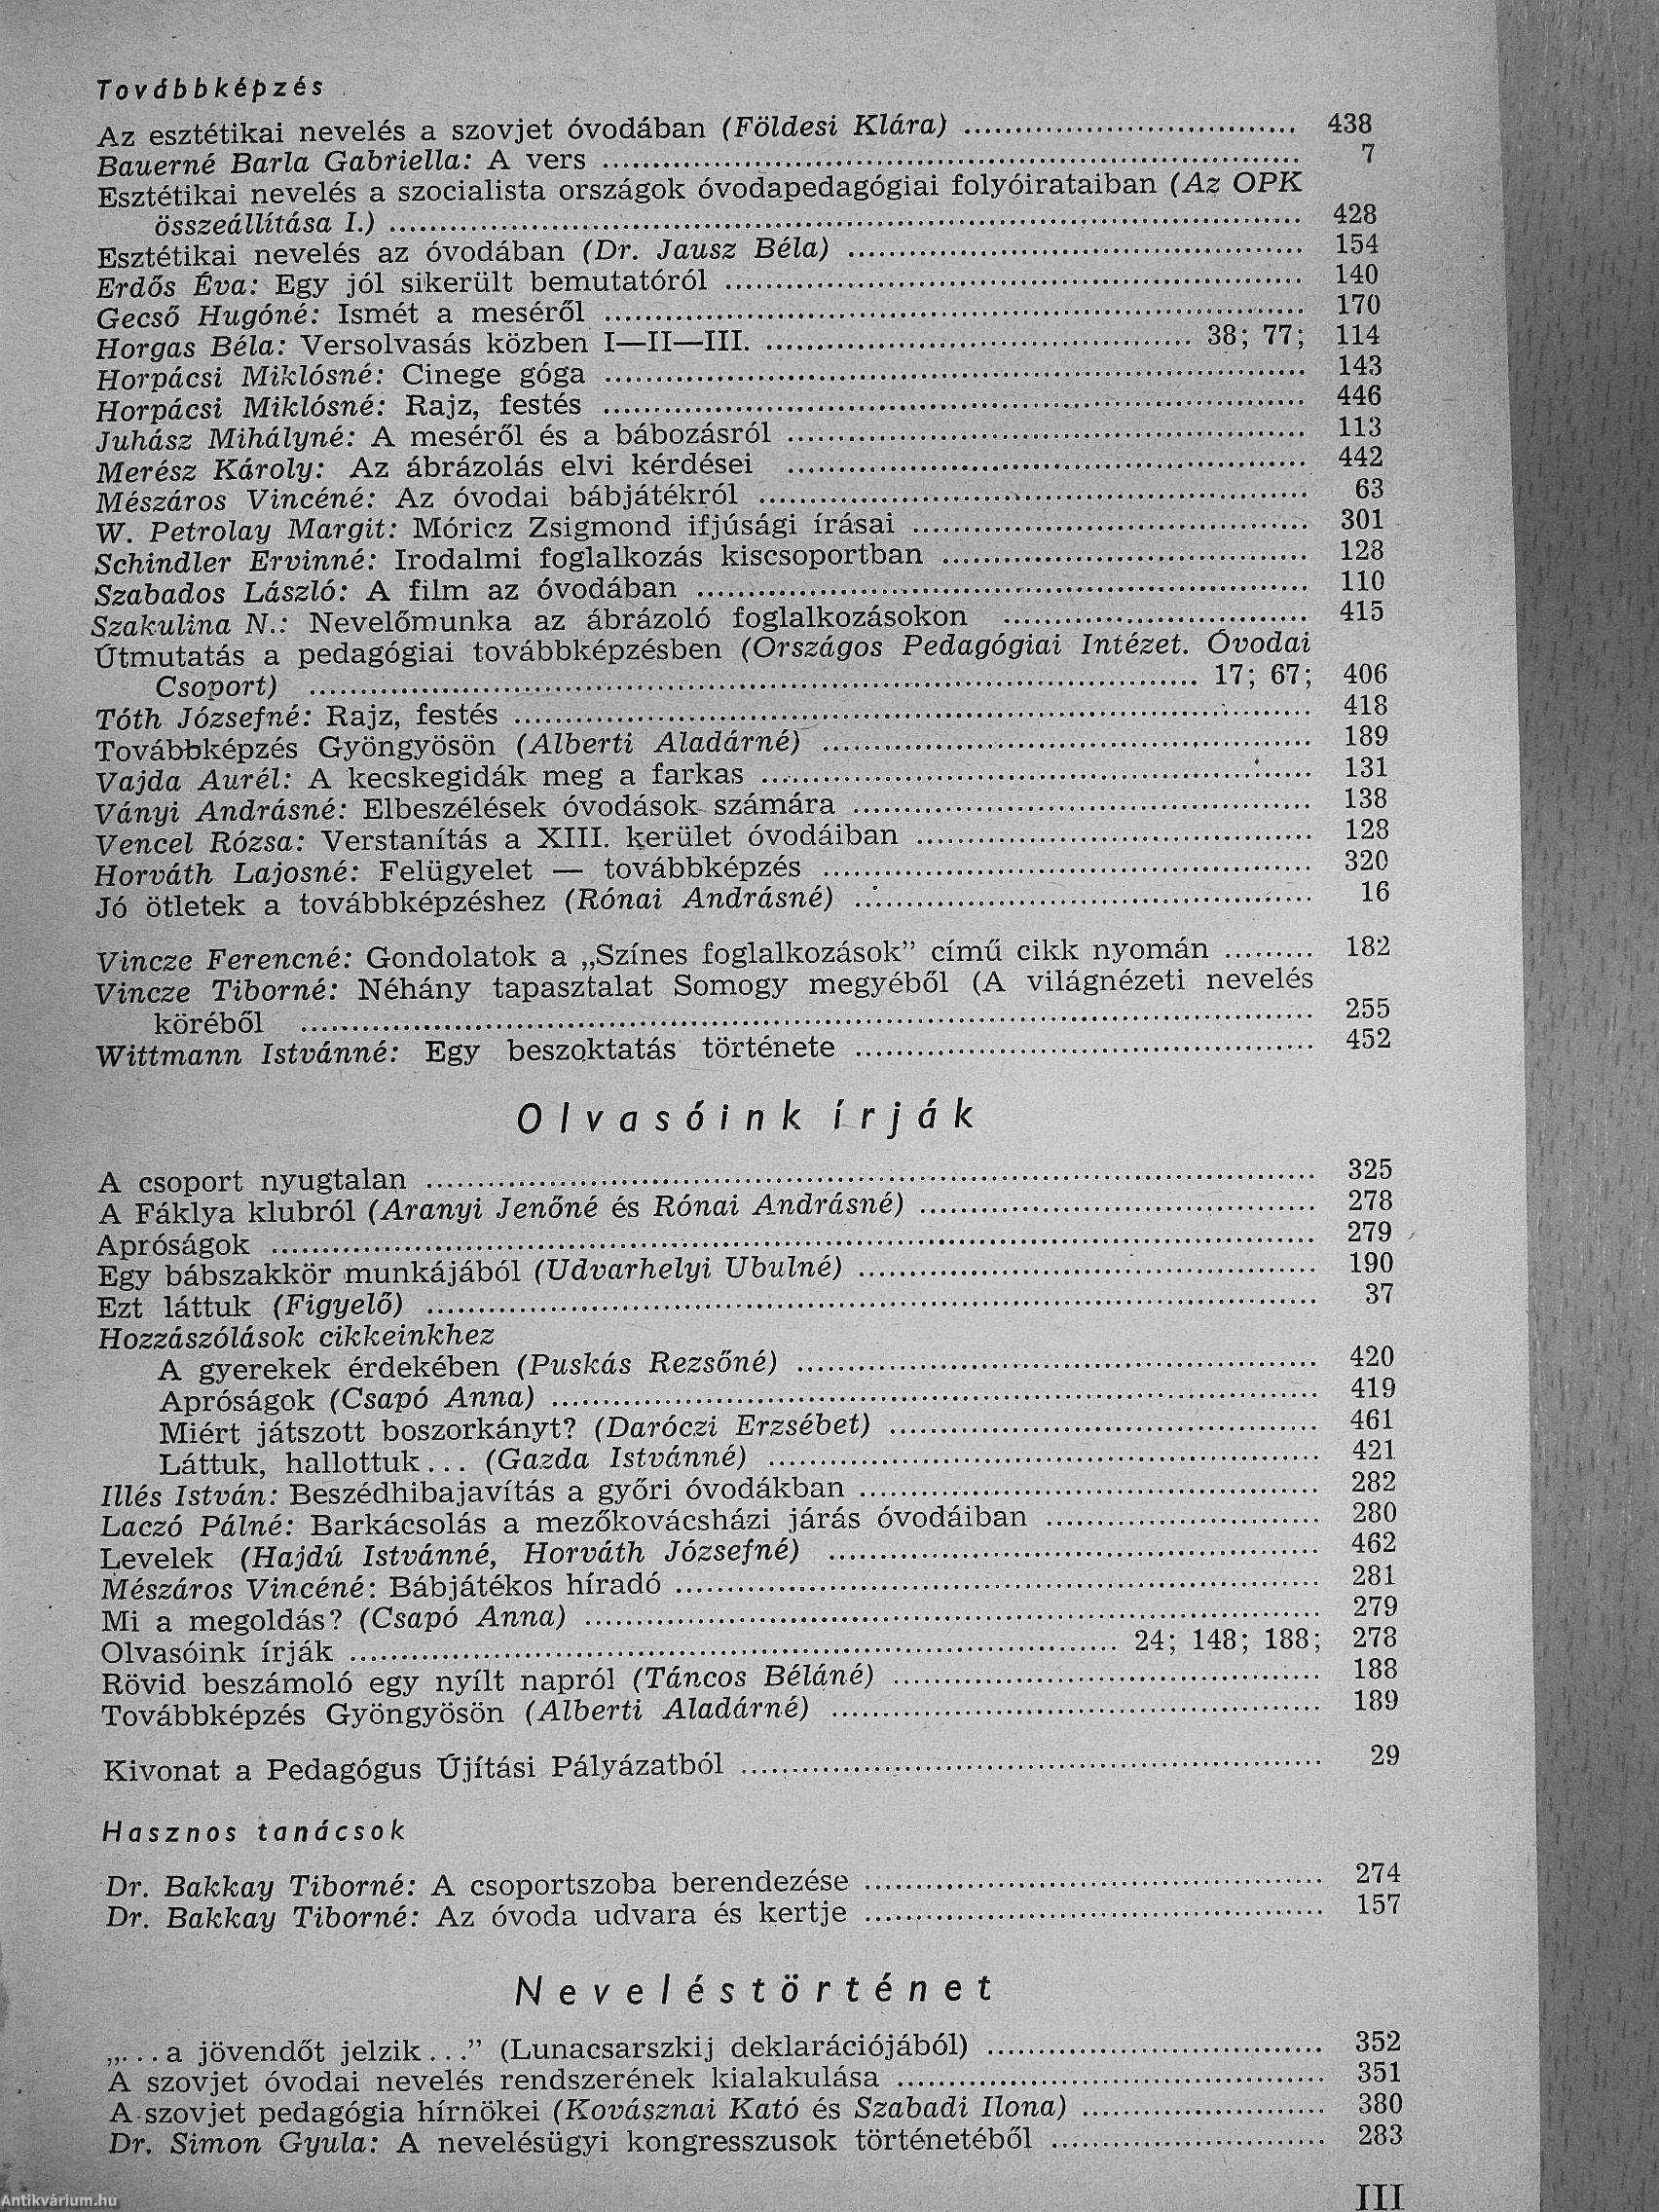 Továbbképzés
Az esztétikai nevelés a szovjet óvodában (Földesi Klára) ........ 438
Bauerné Barla Gabriella: A vers ........ 7
Esztétikai nevelés a szocialista országok óvodapedagógiai folyóirataiban (Az OPK
összeállítása I.) ........ 428
Esztétikai nevelés az óvodában (Dr. Jausz Béla) ........ 154
Erdős Éva: Egy jól sikerült bemutatóról ........ 140
Gecső Hugóné: Ismét a meséről ........ 170
Horgas Béla: Versolvasás közben I—II—III. ........ 38; 77; 114
Horpácsi Miklósné: Cinege góga ........ 143
Horpácsi Miklósné: Rajz, festés ........ 446
Juhász Mihályné: A meséről és a bábozásról ........ 113
Merész Károly: Az ábrázolás elvi kérdései ........ 442
Mészáros Vincéné: Az óvodai bábjátékról ........ 63
W. Petrolay Margit: Móricz Zsigmond ifjúsági írásai ........ 301
Schindler Ervinné: Irodalmi foglalkozás kiscsoportban ........ 128
Szabados László: A film az óvodában ........ 110
Szakulina N.: Nevelőmunka az ábrázoló foglalkozásokon ........ 415
Útmutatás a pedagógiai továbbképzésben (Országos Pedagógiai Intézet. Óvodai
Csoport) ........ 17; 67; 406
Tóth Józsefné: Rajz, festés ........ 418
Továbbképzés Gyöngyösön (Alberti Aladárné) ........ 189
Vajda Aurél: A kecskegidák meg a farkas ........ 131
Ványi Andrásné: Elbeszélések óvodások számára ........ 138
Vencel Rózsa: Verstanítás a XIII. kerület óvodáiban ........ 128
Horváth Lajosné: Felügyelet — továbbképzés ........ 320
Jó ötletek a továbbképzéshez (Rónai Andrásné) ........ 16
Vincze Ferencné: Gondolatok a „Színes foglalkozások” című cikk nyomán ........ 182
Vincze Tiborné: Néhány tapasztalat Somogy megyéből (A világnézeti nevelés
köréből ........ 255
Wittmann Istvánné: Egy beszoktatás története ........ 452
Olvasóink írják
A csoport nyugtalan ........ 325
A Fáklya klubról (Aranyi Jenőné és Rónai Andrásné) ........ 278
Apróságok ........ 279
Egy bábszakkör munkájából (Udvarhelyi Ubulné) ........ 190
Ezt láttuk (Figyelő) ........ 37
Hozzászólások cikkeinkhez
A gyerekek érdekében (Puskás Rezsőné) ........ 420
Apróságok (Csapó Anna) ........ 419
Miért játszott boszorkányt? (Daróczi Erzsébet) ........ 461
Láttuk, hallottuk... (Gazda Istvánné) ........ 421
Illés István: Beszédhibajavítás a győri óvodákban ........ 282
Laczó Pálné: Barkácsolás a mezőkovácsházi járás óvodáiban ........ 280
Levelek (Hajdú Istvánné, Horváth Józsefné) ........ 462
Mészáros Vincéné: Bábjátékos híradó ........ 281
Mi a megoldás? (Csapó Anna) ........ 279
Olvasóink írják ........ 24; 148; 188; 278
Rövid beszámoló egy nyílt napról (Táncos Béláné) ........ 188
Továbbképzés Gyöngyösön (Alberti Aladárné) ........ 189
Kivonat a Pedagógus Újítási Pályázatból ........ 29
Hasznos tanácsok
Dr. Bakkay Tiborné: A csoportszoba berendezése ........ 274
Dr. Bakkay Tiborné: Az óvoda udvara és kertje ........ 157
Neveléstörténet
„...a jövendőt jelzik...” (Lunacsarszkij deklarációjából) ........ 352
A szovjet óvodai nevelés rendszerének kialakulása ........ 351
A szovjet pedagógia hírnökei (Kovásznai Kató és Szabadi Ilona) ........ 380
Dr. Simon Gyula: A nevelésügyi kongresszusok történetéből ........ 283
III
Antikvárium.hu